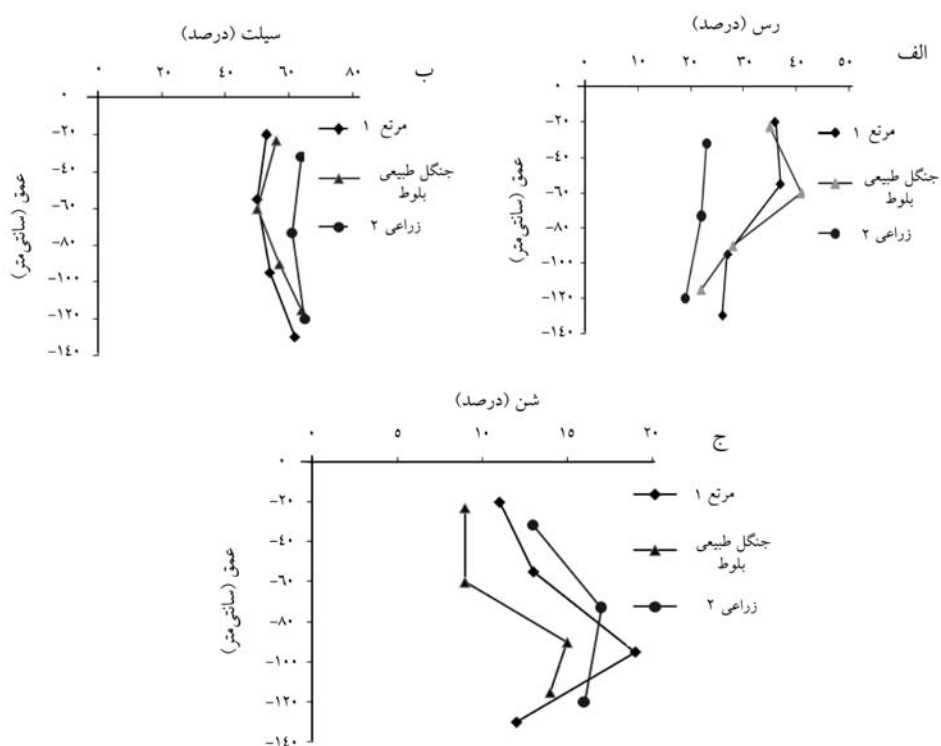 رس (درصد)
الف
۰ ۱۰ ۲۰ ۳۰ ۴۰ ۵۰
۰
-۲۰
-۴۰
-۶۰
-۸۰
-۱۰۰
-۱۲۰
-۱۴۰
عمق (سانتی‌متر)
مرتع ۱
جنگل طبیعی
بلوط
زراعی ۲
سیلت (درصد)
ب
۰ ۲۰ ۴۰ ۶۰ ۸۰
۰
-۲۰
-۴۰
-۶۰
-۸۰
-۱۰۰
-۱۲۰
-۱۴۰
عمق (سانتی‌متر)
مرتع ۱
جنگل طبیعی
بلوط
زراعی ۲
شن (درصد)
ج
۰ ۵ ۱۰ ۱۵ ۲۰
۰
-۲۰
-۴۰
-۶۰
-۸۰
-۱۰۰
-۱۲۰
-۱۴۰
عمق (سانتی‌متر)
مرتع ۱
جنگل طبیعی
بلوط
زراعی ۲